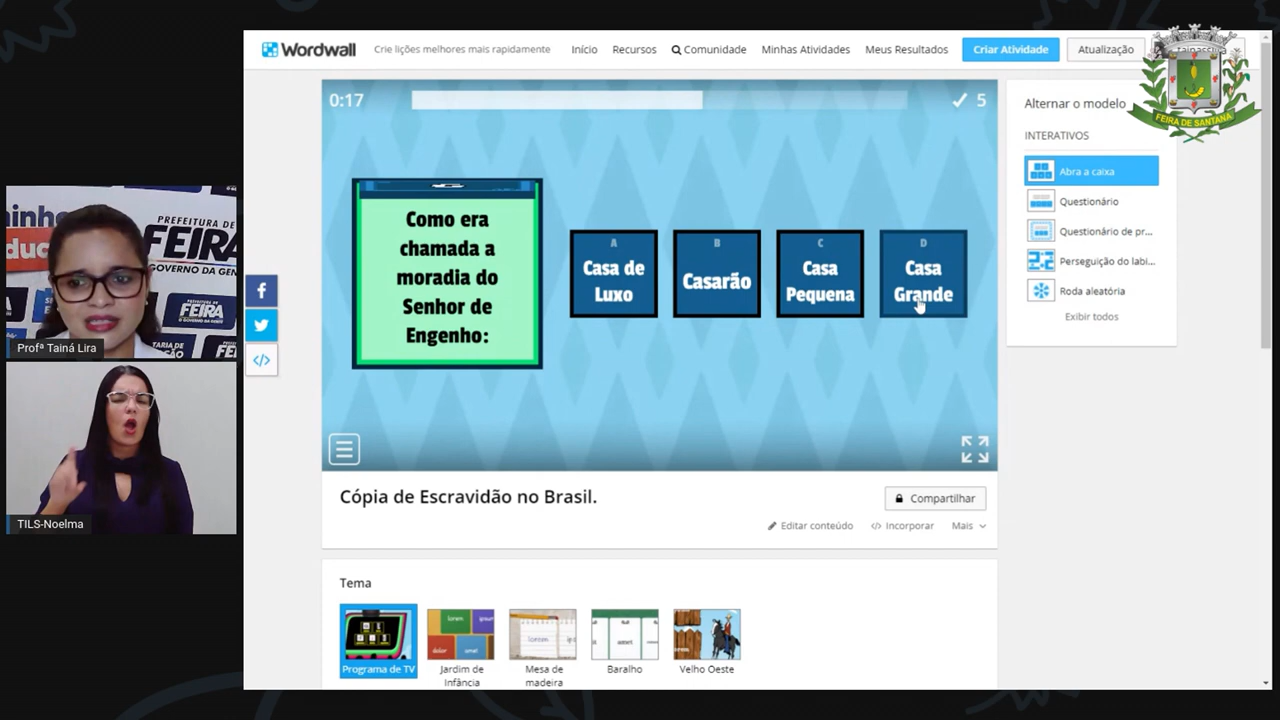 Wordwall
Crie lições melhores mais rapidamente
Início
Recursos
Comunidade
Minhas Atividades
Meus Resultados
Criar Atividade
Atualização
FEIRA DE SANTANA
0:17
5
Como era
chamada a
moradia do
Senhor de
Engenho:
A
Casa de
Luxo
B
Casarão
C
Casa
Pequena
D
Casa
Grande
Alternar o modelo
INTERATIVOS
Abra a caixa
Questionário
Questionário de pr...
Perseguição do labi...
Roda aleatória
Exibir todos
PREFEITURA DE
FEIRA
GOVERNO DA
PREFEITURA DE
FEIRA
Profª Tainá Lira
TILS-Noelma
Cópia de Escravidão no Brasil.
Compartilhar
Editar conteúdo
</> Incorporar
Mais
Tema
Programa de TV
Jardim de
Infância
Mesa de
madeira
Baralho
Velho Oeste